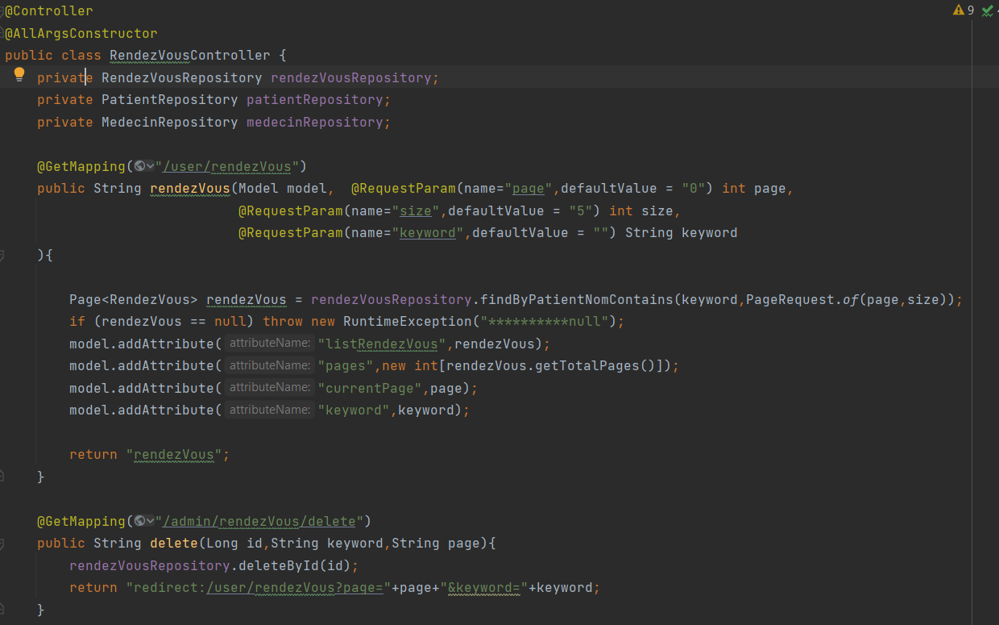 @Controller
@AllArgsConstructor
public class RendezVousController {
private RendezVousRepository rendezVousRepository;
private PatientRepository patientRepository;
private MedecinRepository medecinRepository;
@GetMapping("/user/rendezVous")
public String rendezVous(Model model,  @RequestParam(name="page",defaultValue = "0") int page,
@RequestParam(name="size",defaultValue = "5") int size,
@RequestParam(name="keyword",defaultValue = "") String keyword
){
Page<RendezVous> rendezVous = rendezVousRepository.findByPatientNomContains(keyword,PageRequest.of(page,size));
if (rendezVous == null) throw new RuntimeException("**********null");
model.addAttribute( attributeName: "listRendezVous",rendezVous);
model.addAttribute( attributeName: "pages",new int[rendezVous.getTotalPages()]);
model.addAttribute( attributeName: "currentPage",page);
model.addAttribute( attributeName: "keyword",keyword);
return "rendezVous";
}
@GetMapping("/admin/rendezVous/delete")
public String delete(Long id,String keyword,String page){
rendezVousRepository.deleteById(id);
return "redirect:/user/rendezVous?page="+page+"&keyword="+keyword;
}
9